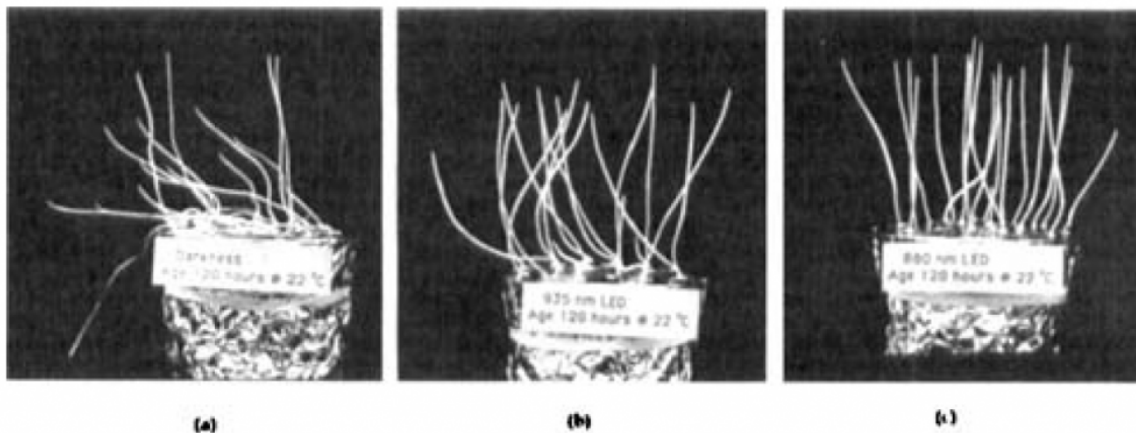 Darkness
Age 120 hours @ 22 °C
935 nm LED
Age 120 hours @ 22 °C
880 nm LED
Age 120 hours @ 22 °C
(a)
(b)
(c)